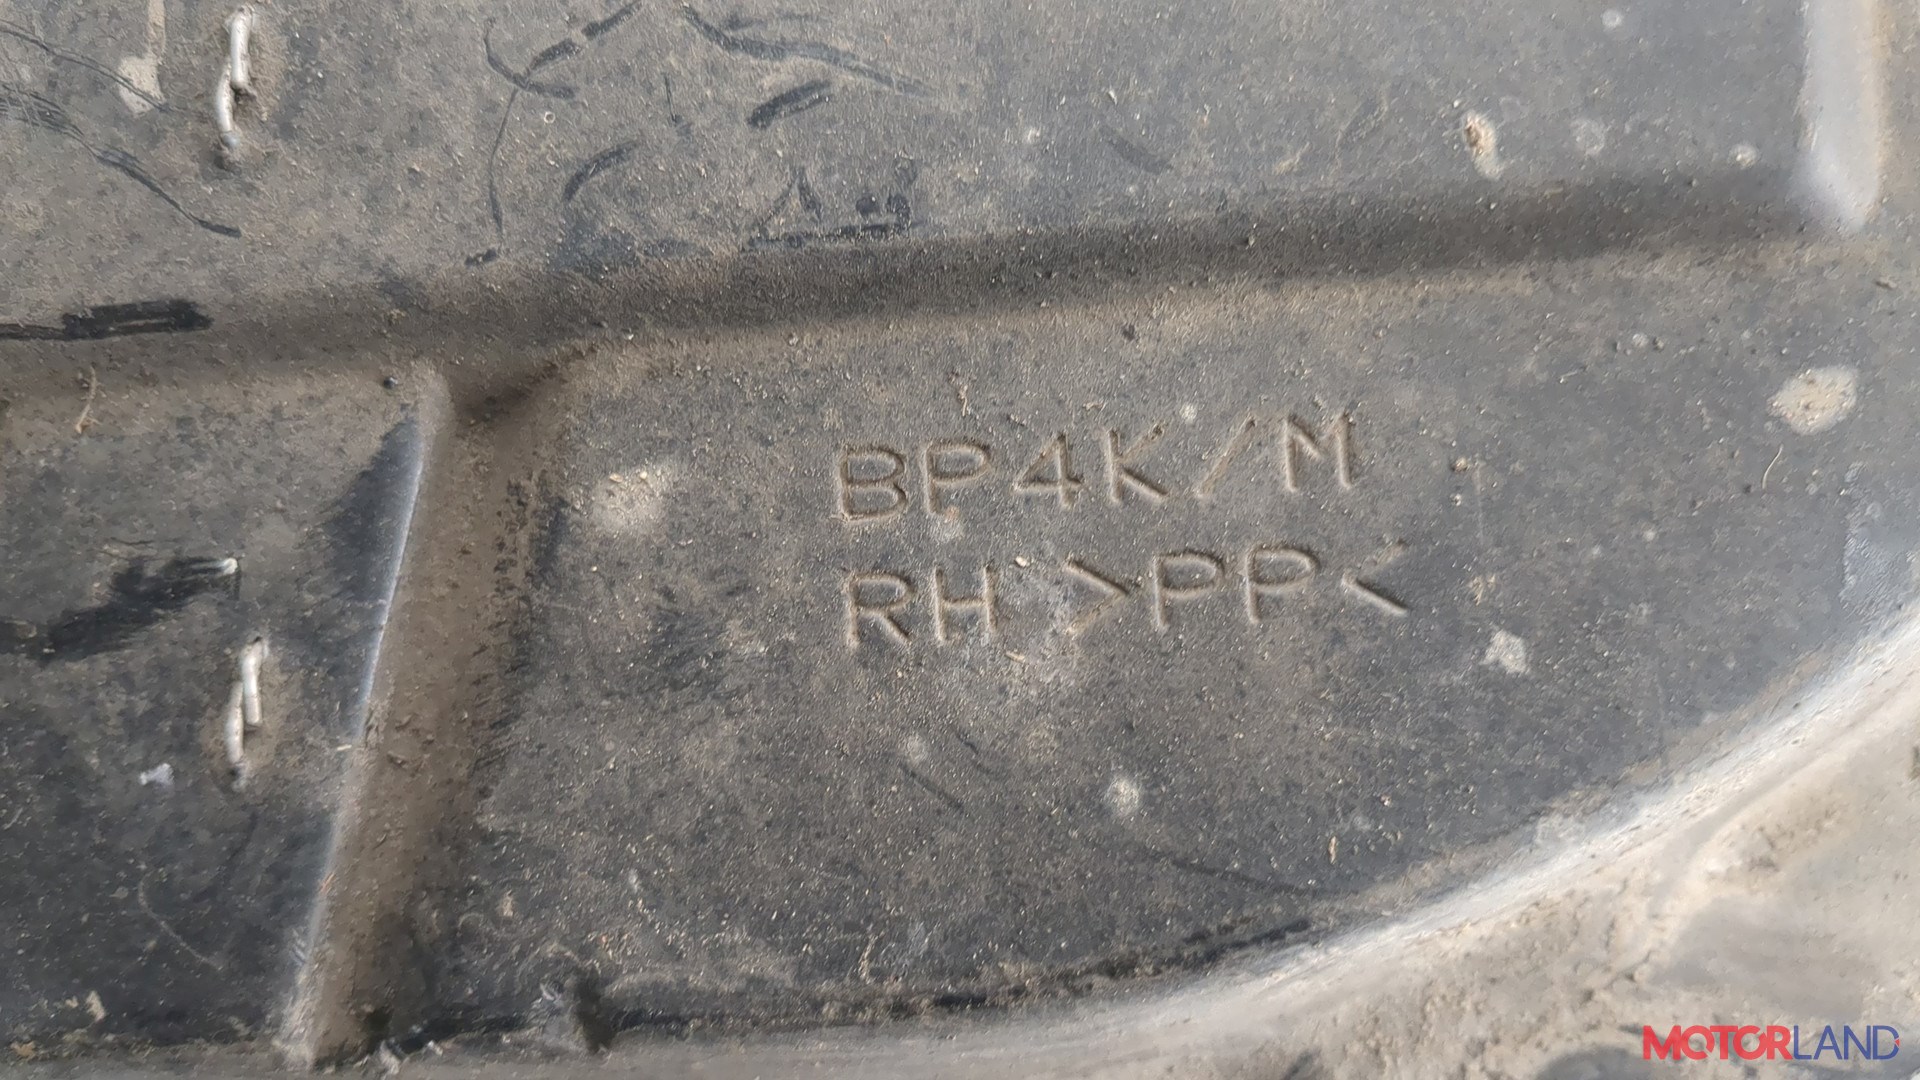 BP4K/M
RH >PP<
MOTORLAND